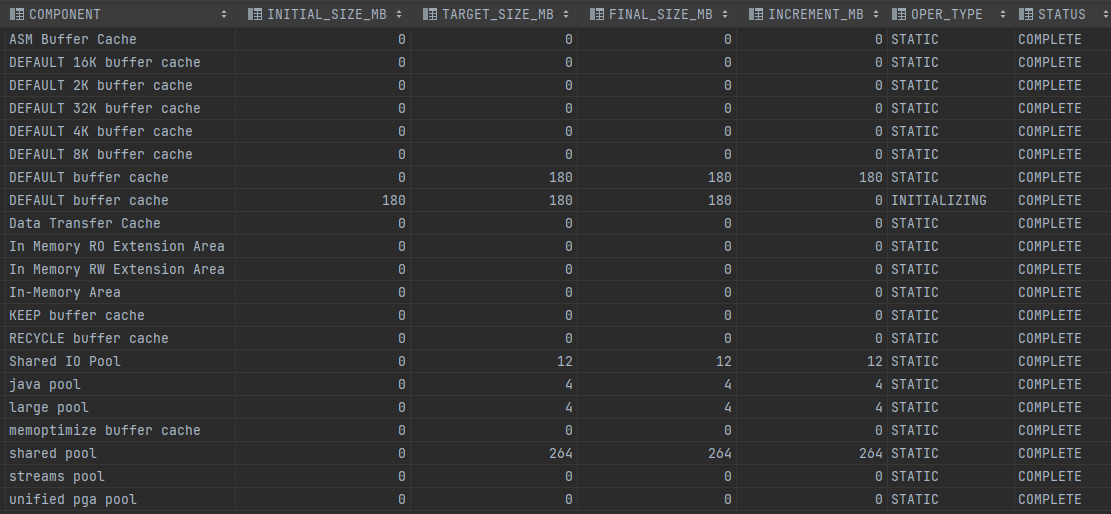 COMPONENT INITIAL_SIZE_MB TARGET_SIZE_MB FINAL_SIZE_MB INCREMENT_MB OPER_TYPE STATUS
ASM Buffer Cache 0 0 0 0 STATIC COMPLETE
DEFAULT 16K buffer cache 0 0 0 0 STATIC COMPLETE
DEFAULT 2K buffer cache 0 0 0 0 STATIC COMPLETE
DEFAULT 32K buffer cache 0 0 0 0 STATIC COMPLETE
DEFAULT 4K buffer cache 0 0 0 0 STATIC COMPLETE
DEFAULT 8K buffer cache 0 0 0 0 STATIC COMPLETE
DEFAULT buffer cache 0 180 180 180 STATIC COMPLETE
DEFAULT buffer cache 180 180 180 0 INITIALIZING COMPLETE
Data Transfer Cache 0 0 0 0 STATIC COMPLETE
In Memory RO Extension Area 0 0 0 0 STATIC COMPLETE
In Memory RW Extension Area 0 0 0 0 STATIC COMPLETE
In-Memory Area 0 0 0 0 STATIC COMPLETE
KEEP buffer cache 0 0 0 0 STATIC COMPLETE
RECYCLE buffer cache 0 0 0 0 STATIC COMPLETE
Shared IO Pool 0 12 12 12 STATIC COMPLETE
java pool 0 4 4 4 STATIC COMPLETE
large pool 0 4 4 4 STATIC COMPLETE
memoptimize buffer cache 0 0 0 0 STATIC COMPLETE
shared pool 0 264 264 264 STATIC COMPLETE
streams pool 0 0 0 0 STATIC COMPLETE
unified pga pool 0 0 0 0 STATIC COMPLETE